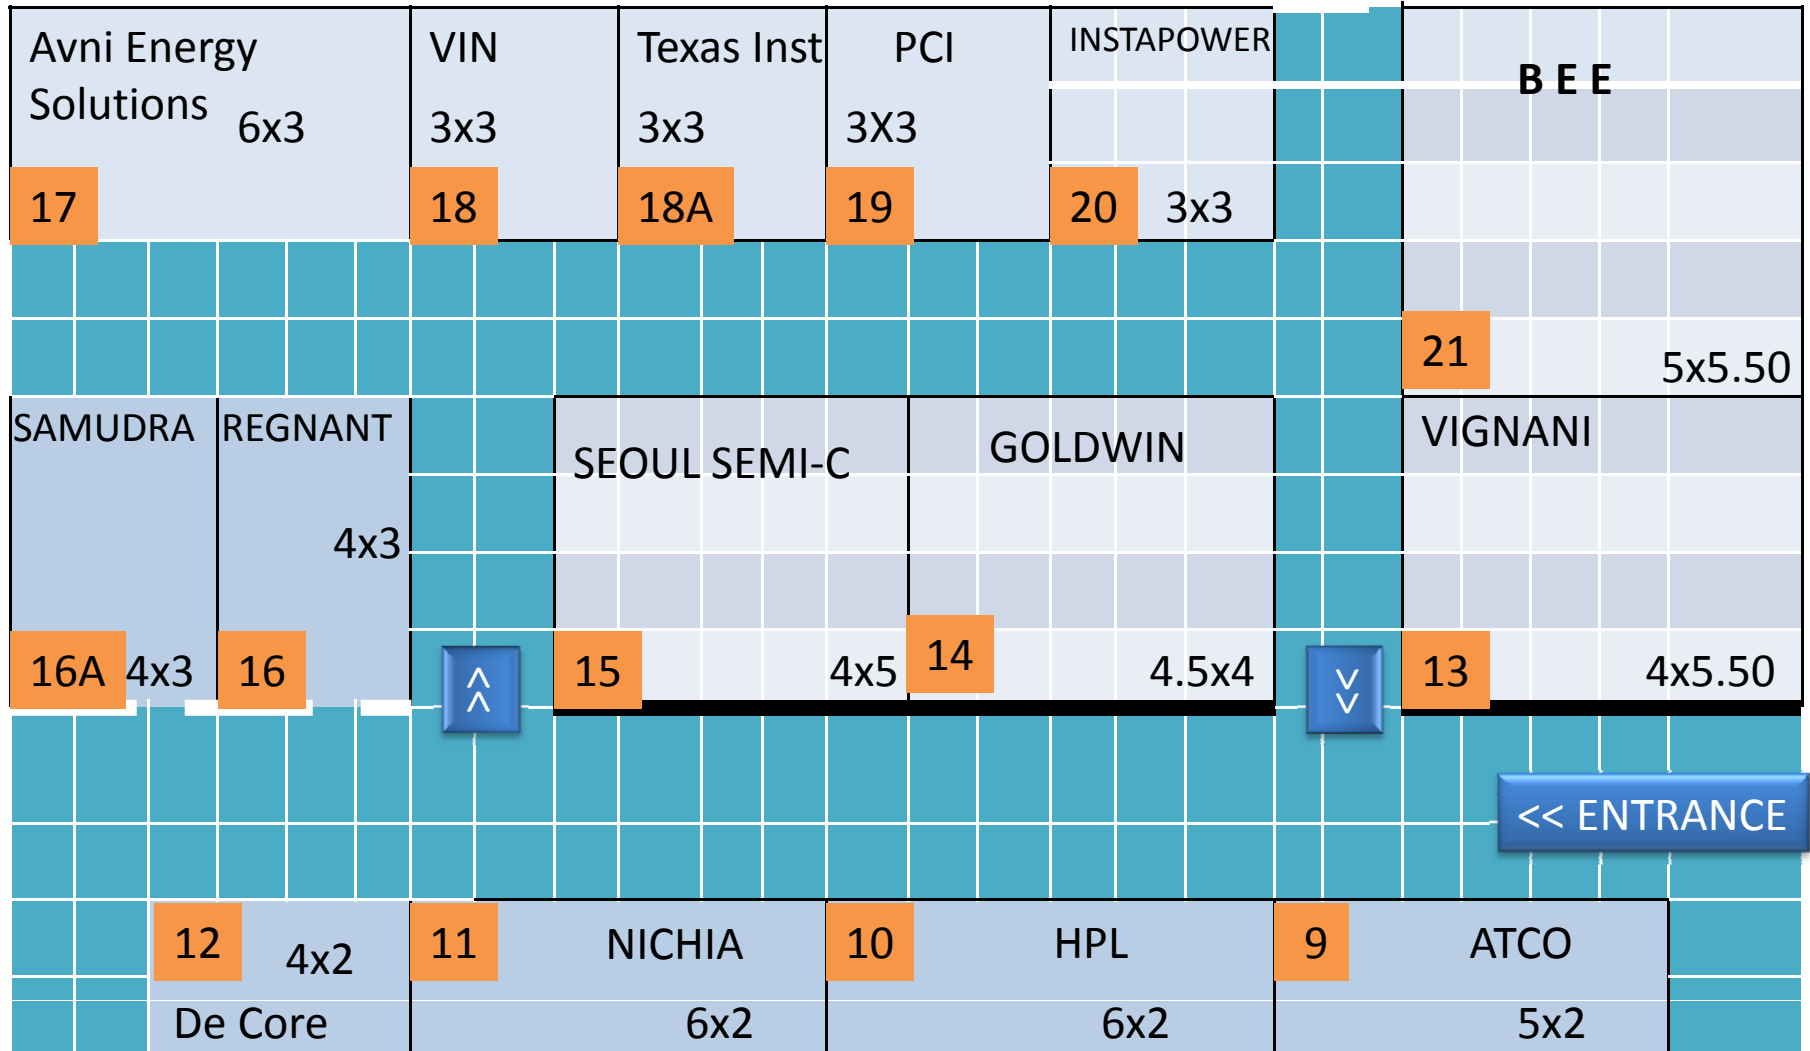 Avni Energy
Solutions
6x3
17
VIN
3x3
18
Texas Inst
3x3
18A
PCI
3X3
19
INSTAPOWER
20
3x3
B E E
21
5x5.50
SAMUDRA
16A
4x3
REGNANT
4x3
16
<<
SEOUL SEMI-C
15
4x5
GOLDWIN
14
4.5x4
>>
VIGNANI
13
4x5.50
<< ENTRANCE
12
4x2
De Core
11
NICHIA
6x2
10
HPL
6x2
9
ATCO
5x2